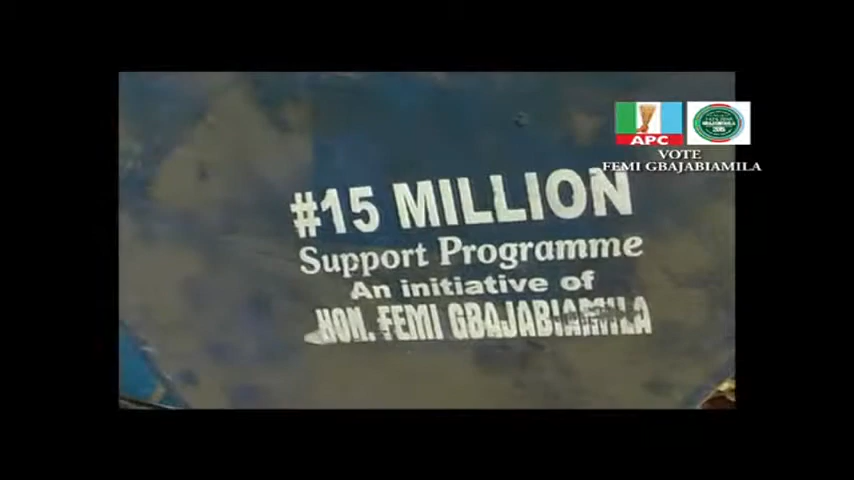 APC
VOTE
FEMI GBAJABIAMILA
#15 MILLION
Support Programme
An initiative of
HON. FEMI GBAJABIAMILA